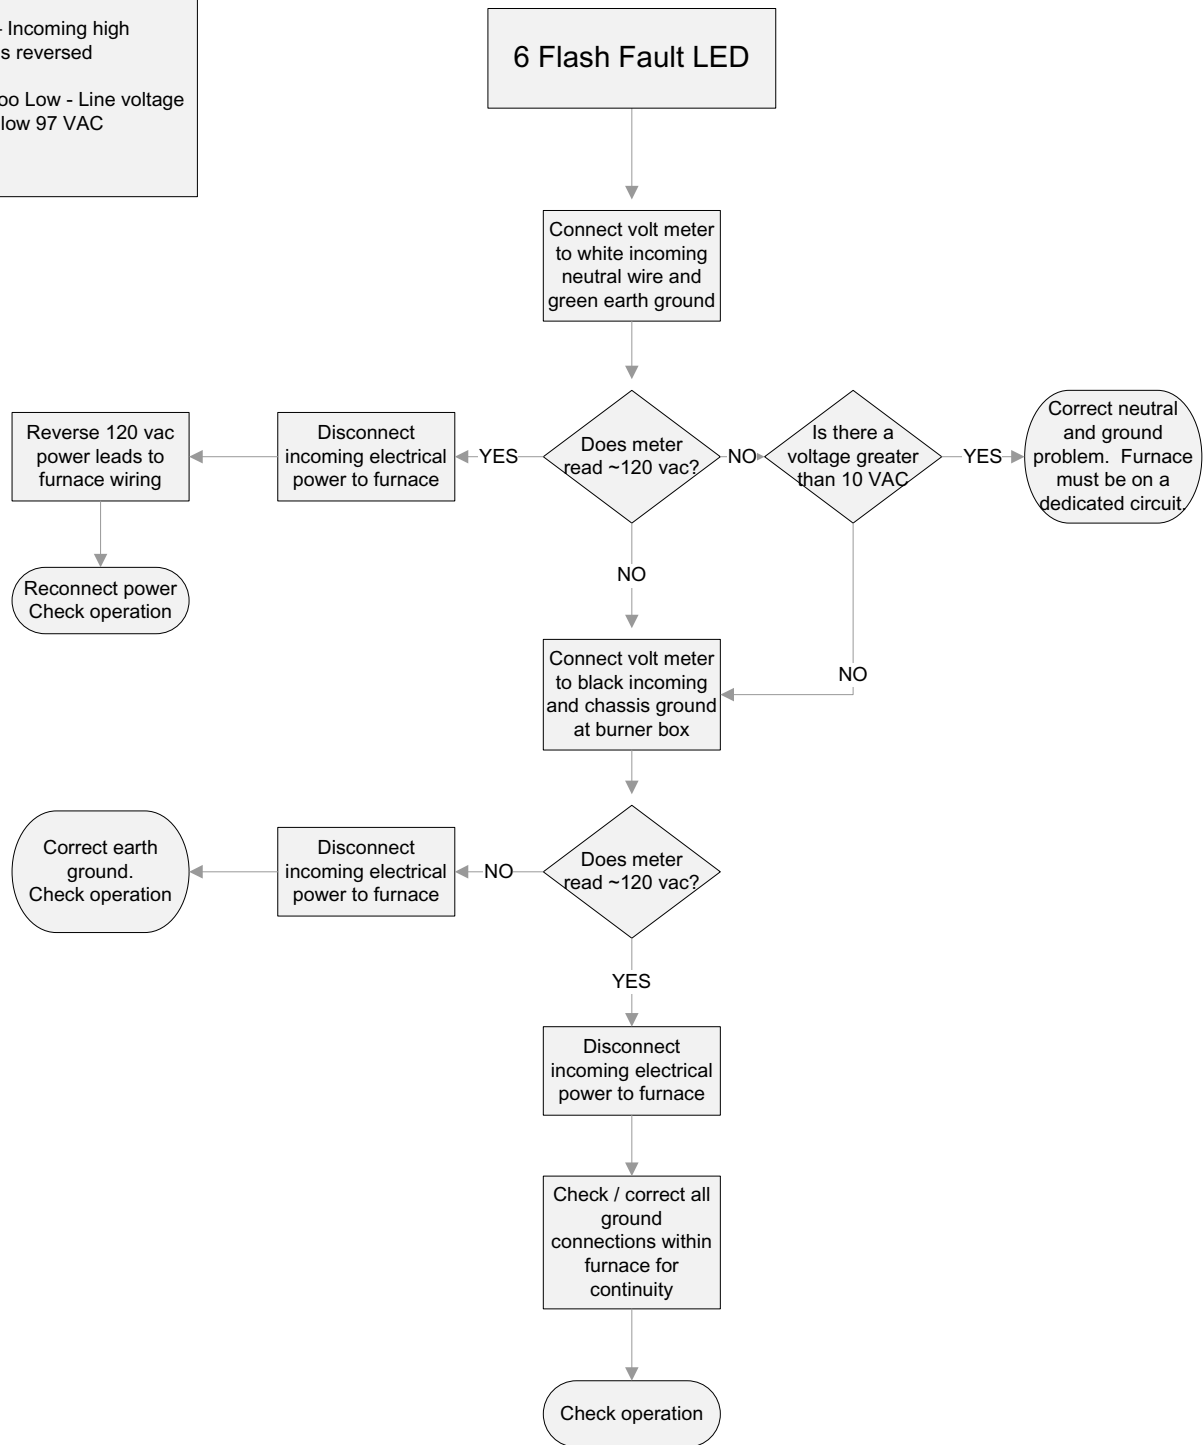 - Incoming high
s reversed
oo Low - Line voltage
low 97 VAC
6 Flash Fault LED
Connect volt meter
to white incoming
neutral wire and
green earth ground
Reverse 120 vac
power leads to
furnace wiring
Disconnect
incoming electrical
power to furnace
YES
Does meter
read ~120 vac?
NO
Is there a
voltage greater
than 10 VAC
YES
Correct neutral
and ground
problem. Furnace
must be on a
dedicated circuit.
NO
Reconnect power
Check operation
Connect volt meter
to black incoming
and chassis ground
at burner box
NO
Correct earth
ground.
Check operation
Disconnect
incoming electrical
power to furnace
NO
Does meter
read ~120 vac?
YES
Disconnect
incoming electrical
power to furnace
Check / correct all
ground
connections within
furnace for
continuity
Check operation